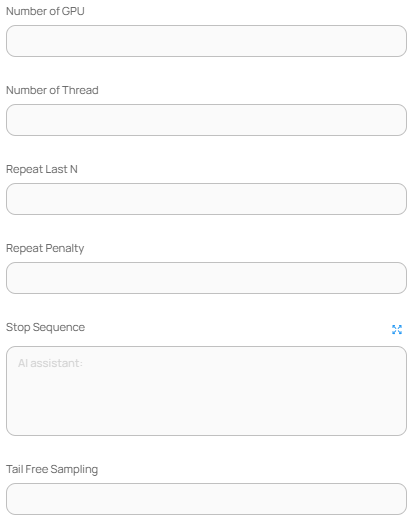 Number of GPU
Number of Thread
Repeat Last N
Repeat Penalty
Stop Sequence
AI assistant:
Tail Free Sampling